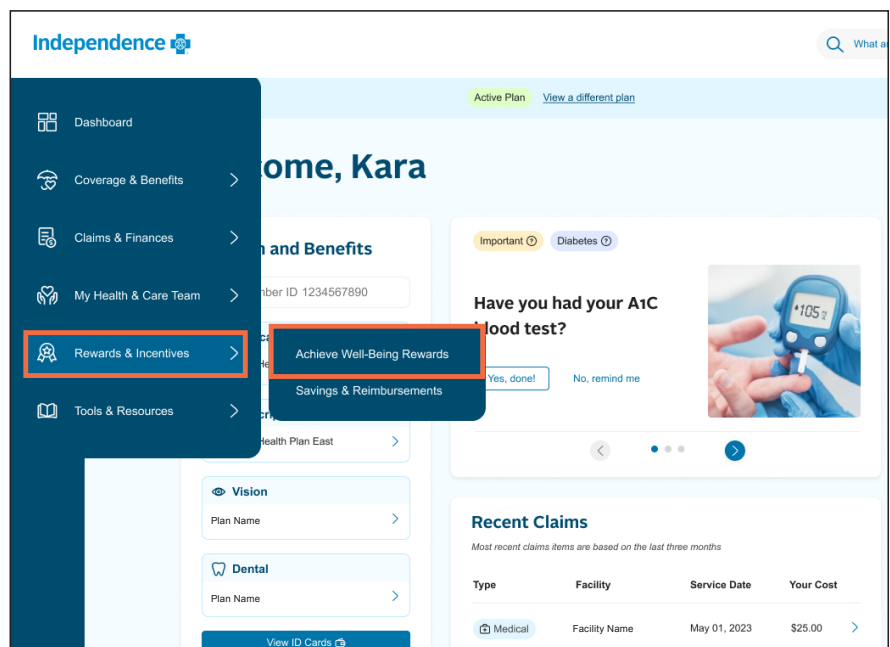 Independence
What a
Active Plan View a different plan
Dashboard
Coverage & Benefits
Claims & Finances
My Health & Care Team
Rewards & Incentives
Tools & Resources
Achieve Well-Being Rewards
Savings & Reimbursements
ome, Kara
and Benefits
ber ID 1234567890
Health Plan East
Vision
Plan Name
Dental
Plan Name
View ID Cards
Important Diabetes
Have you had your A1C
blood test?
Yes, done! No, remind me
105
Recent Claims
Most recent claims items are based on the last three months
Type Facility Service Date Your Cost
Medical Facility Name May 01, 2023 $25.00